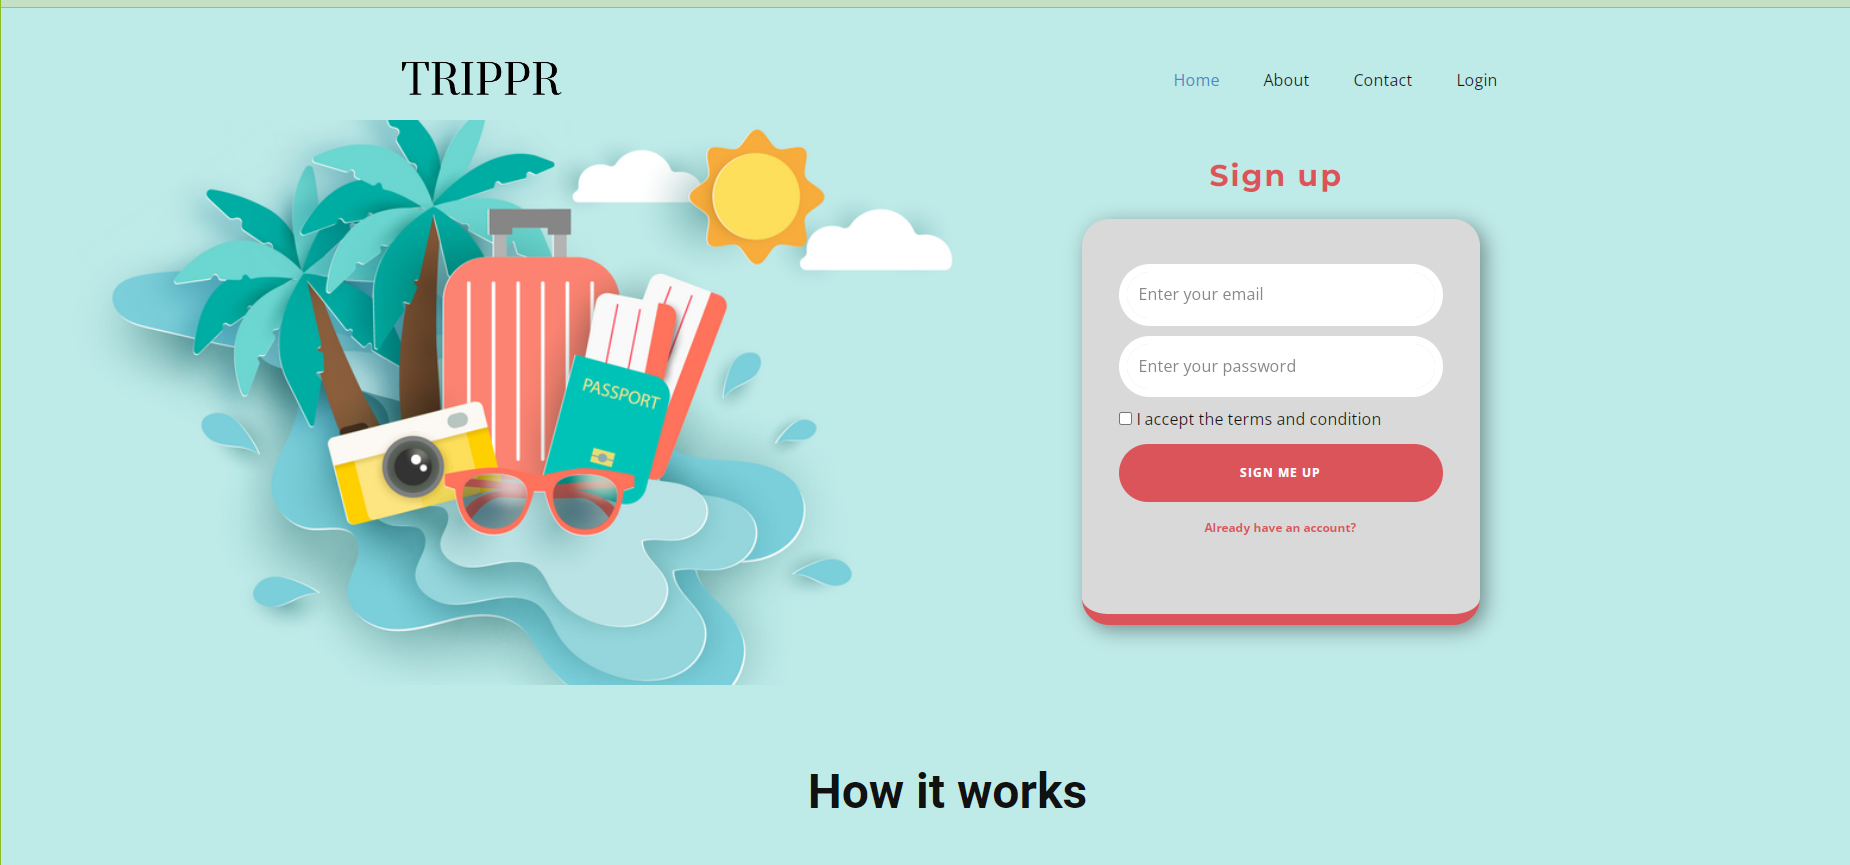 TRIPPR
Home About Contact Login
Sign up
Enter your email
Enter your password
I accept the terms and condition
SIGN ME UP
Already have an account?
PASSPORT
How it works